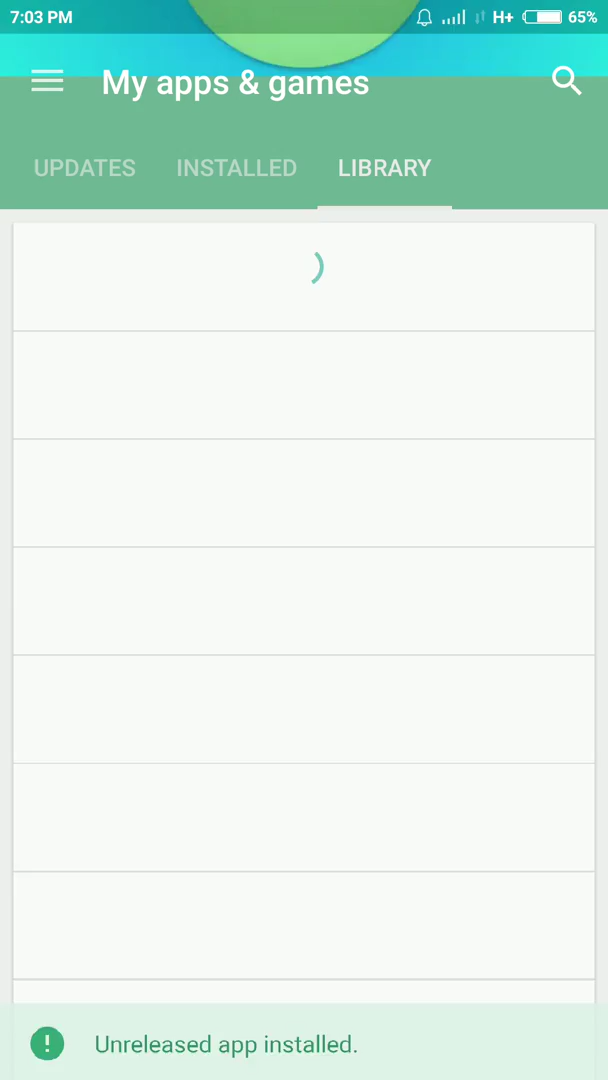 7:03 PM H+ 65%
My apps & games
UPDATES INSTALLED LIBRARY
Unreleased app installed.